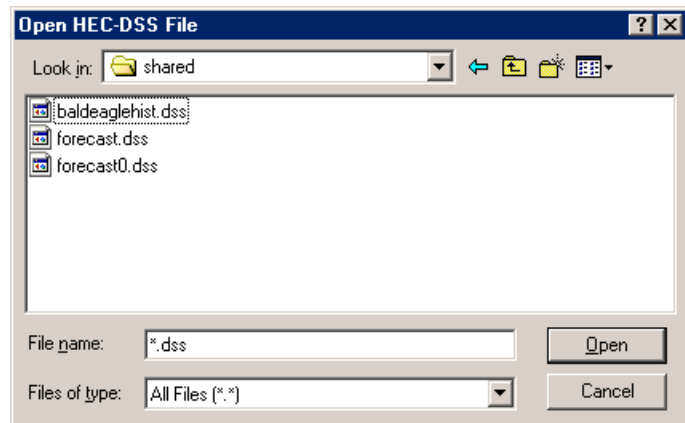 Open HEC-DSS File
Look in: shared
baldeaglehist.dss
forecast.dss
forecast0.dss
File name: *.dss Open
Files of type: All Files (*.*) Cancel